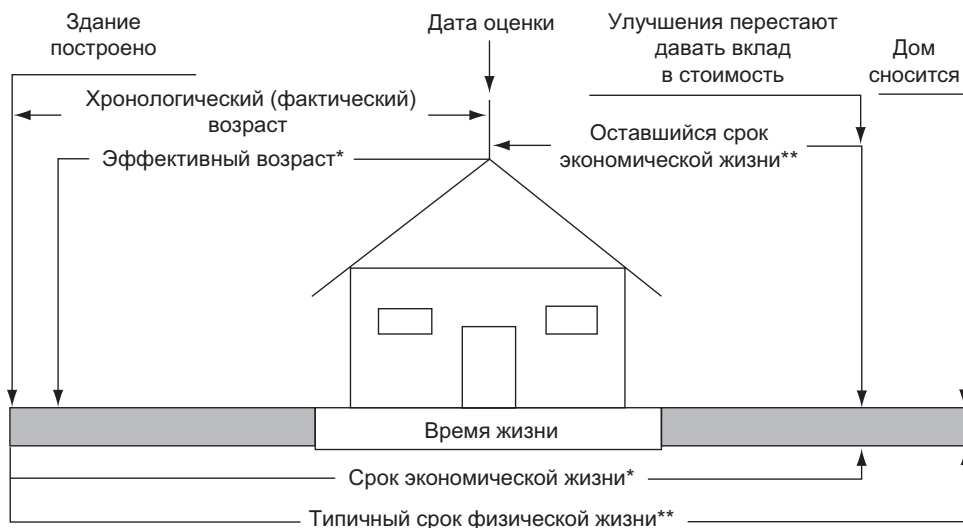 Здание
построено
Дата оценки
Улучшения перестают
давать вклад
в стоимость
Дом
сносится
Хронологический (фактический)
возраст
Оставшийся срок
экономической жизни**
Эффективный возраст*
Время жизни
Срок экономической жизни*
Типичный срок физической жизни**